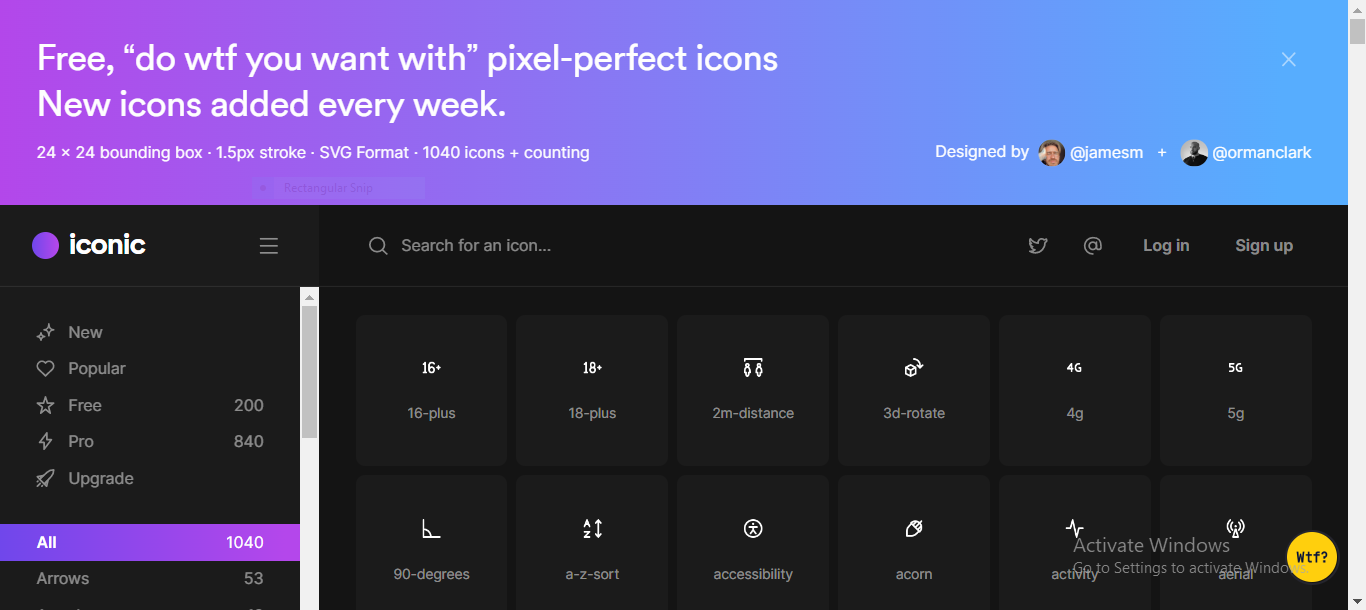 Free, “do wtf you want with” pixel-perfect icons
New icons added every week.
24 × 24 bounding box · 1.5px stroke · SVG Format · 1040 icons + counting
Designed by @jamesm + @ormanclark
Rectangular Snip
iconic
Search for an icon...
Log in
Sign up
New
Popular
Free 200
Pro 840
Upgrade
All 1040
Arrows 53
16+
18+
4G
5G
16-plus
18-plus
2m-distance
3d-rotate
4g
5g
A
Z
90-degrees
a-z-sort
accessibility
acorn
activity
aerial
Activate Windows
Go to Settings to activate Windows.
Wtf?